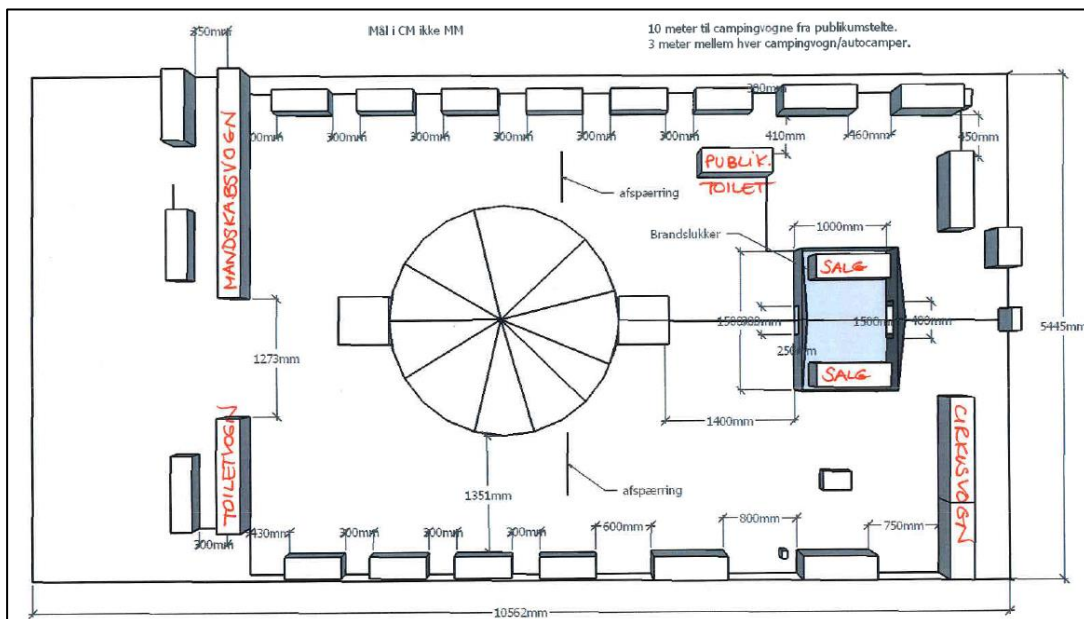 350mm
Mål i CM ikke MM
10 meter til campingvogne fra publikumstelte.
3 meter mellem hver campingvogn/autocamper.
300mm
300mm
300mm
300mm
300mm
410mm
460mm
450mm
PUBLIK.
TOILET
afspærring
MANDSKABSVOGN
Brandslukker
1000mm
SALG
1500mm
400mm
250mm
SALG
5445mm
1273mm
1400mm
TOILETVOGN
CIRKUSVOGN
1351mm
afspærring
300mm
430mm
300mm
300mm
300mm
600mm
800mm
750mm
10562mm